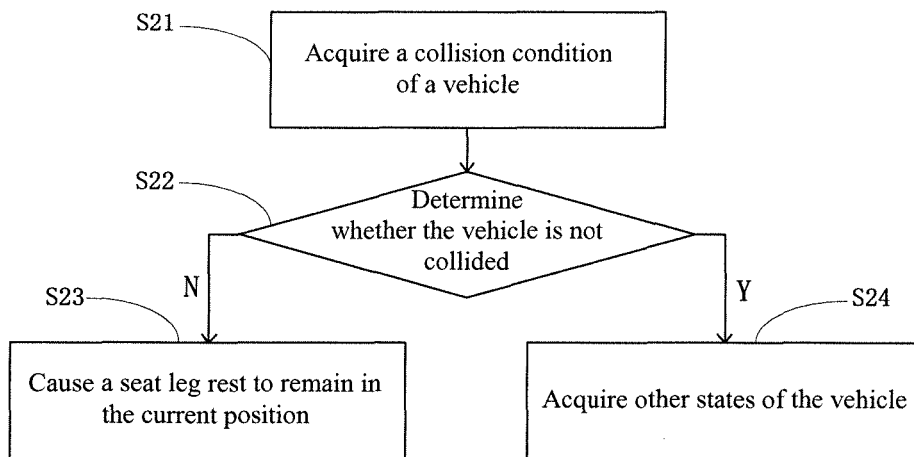 S21
Acquire a collision condition
of a vehicle
S22
Determine
whether the vehicle is not
collided
N
Y
S23
S24
Cause a seat leg rest to remain in
the current position
Acquire other states of the vehicle